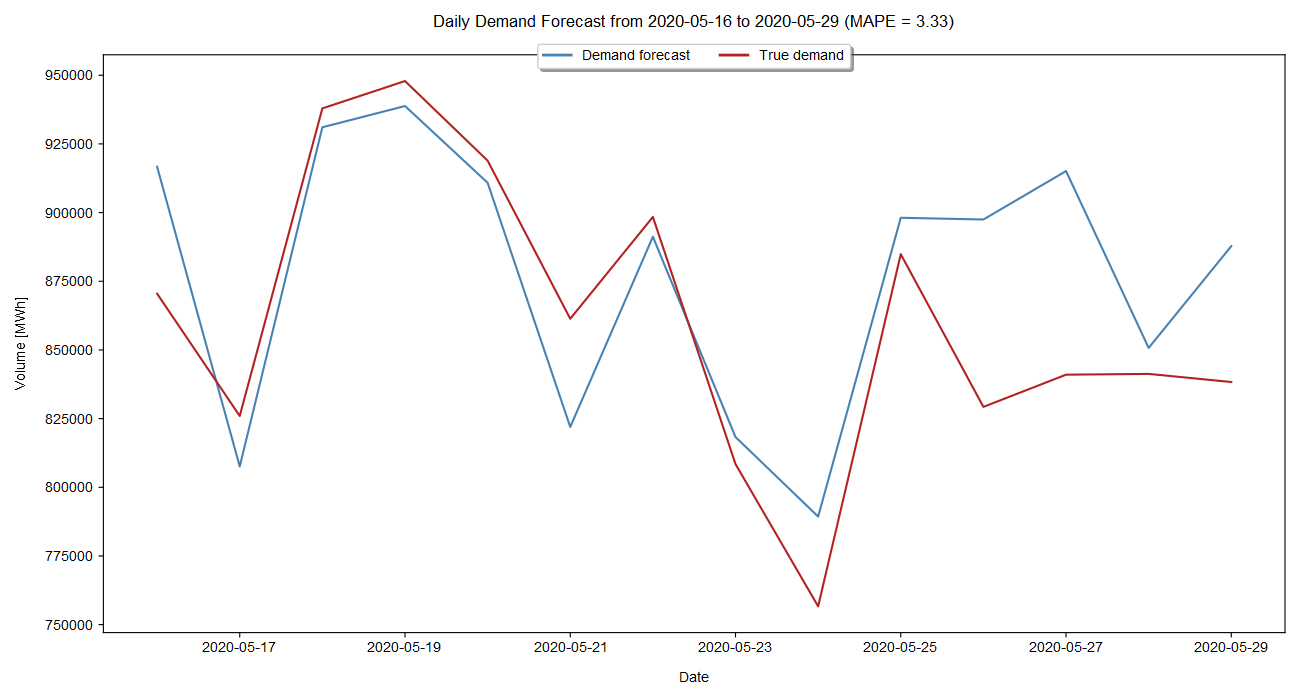 Daily Demand Forecast from 2020-05-16 to 2020-05-29 (MAPE = 3.33)
Demand forecast True demand
950000
925000
900000
875000
850000
825000
800000
775000
750000
Volume [MWh]
2020-05-17 2020-05-19 2020-05-21 2020-05-23 2020-05-25 2020-05-27 2020-05-29
Date